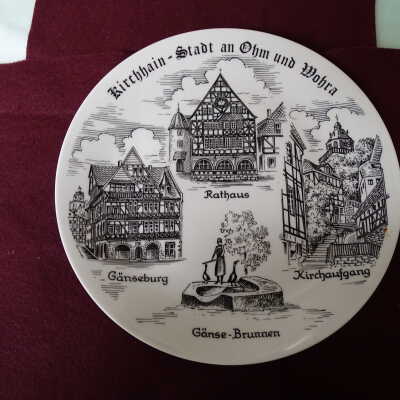 Kirchhain-Stadt an Ohm und Wohra
Rathaus
Gänseburg
Kirchaufgang
Gänse-Brunnen